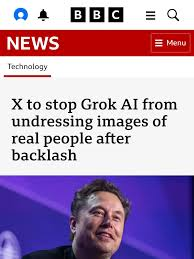 BBC
NEWS
Menu
Technology
X to stop Grok AI from
undressing images of
real people after
backlash